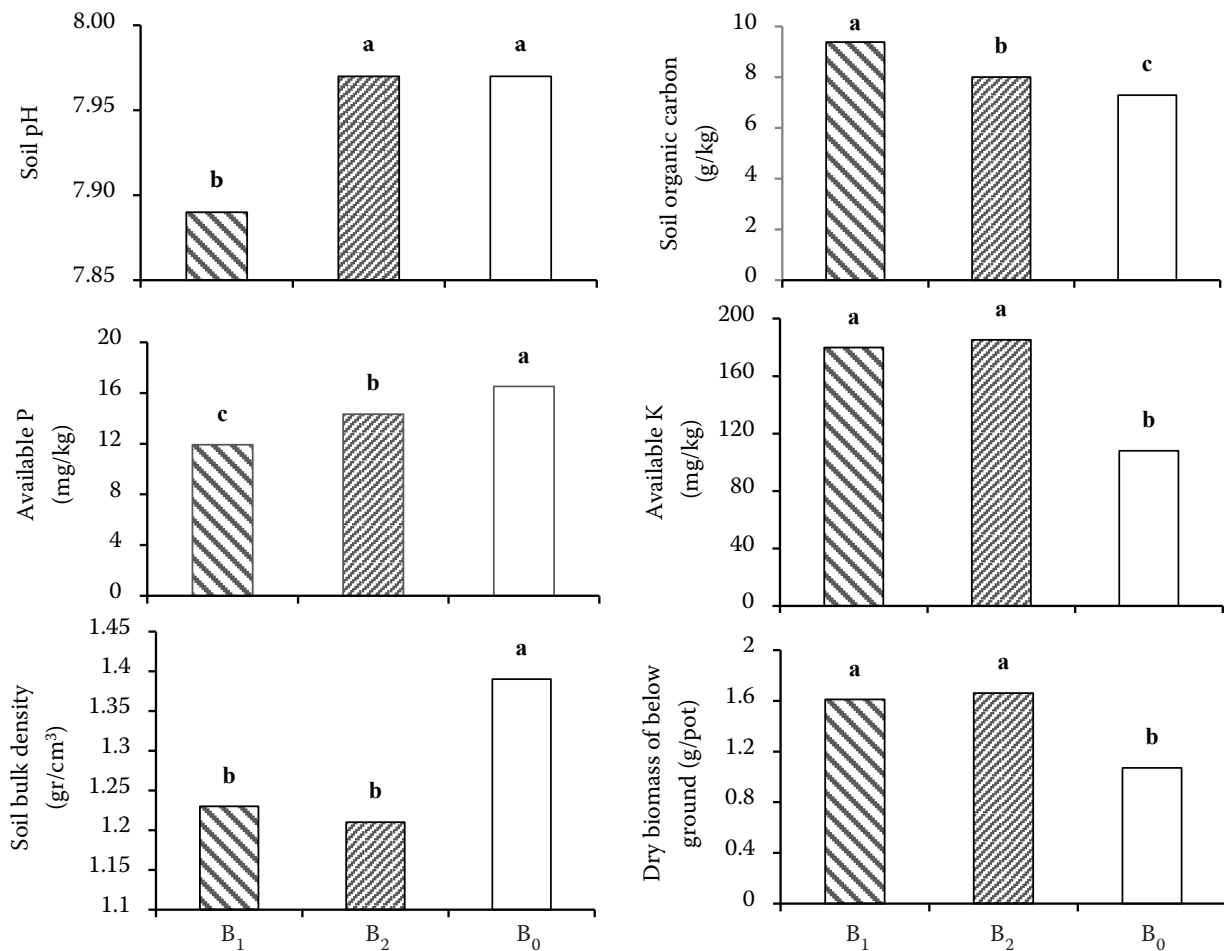 Soil pH
8.00
7.95
7.90
7.85
b
a
a
Soil organic carbon
(g/kg)
10
8
6
4
2
0
a
b
c
Available P
(mg/kg)
20
16
12
8
4
0
c
b
a
Available K
(mg/kg)
200
160
120
80
40
0
a
a
b
Soil bulk density
(gr/cm³)
1.45
1.4
1.35
1.3
1.25
1.2
1.15
1.1
b
b
a
B₁
B₂
B₀
Dry biomass of below
ground (g/pot)
2
1.6
1.2
0.8
0.4
0
a
a
b
B₁
B₂
B₀